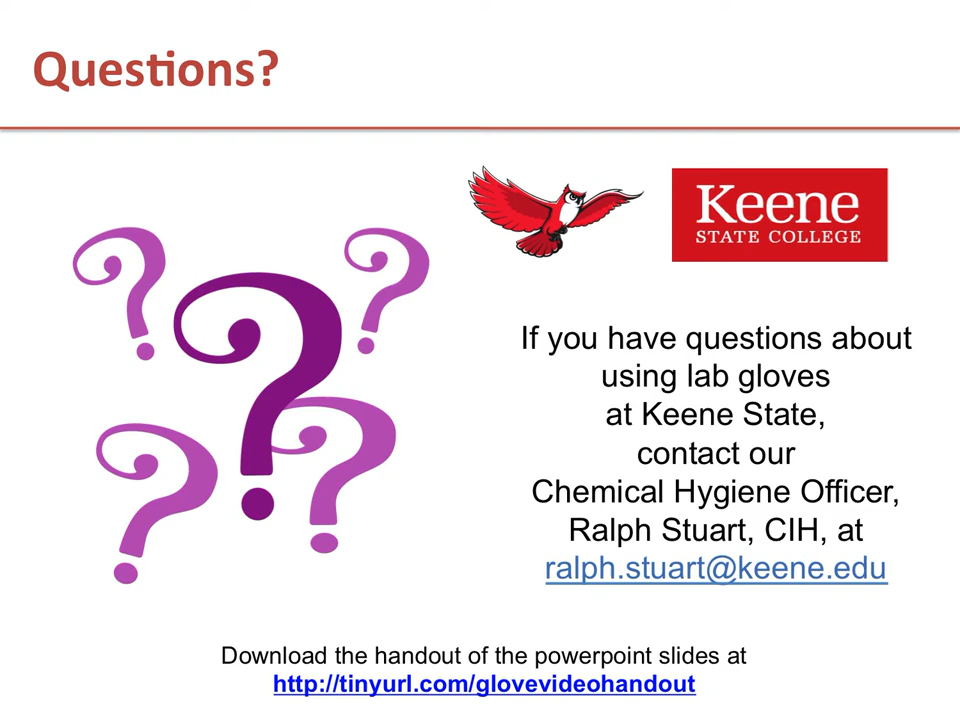 Questions?
Keene
STATE COLLEGE
If you have questions about
using lab gloves
at Keene State,
contact our
Chemical Hygiene Officer,
Ralph Stuart, CIH, at
ralph.stuart@keene.edu
Download the handout of the powerpoint slides at
http://tinyurl.com/glovevideohandout